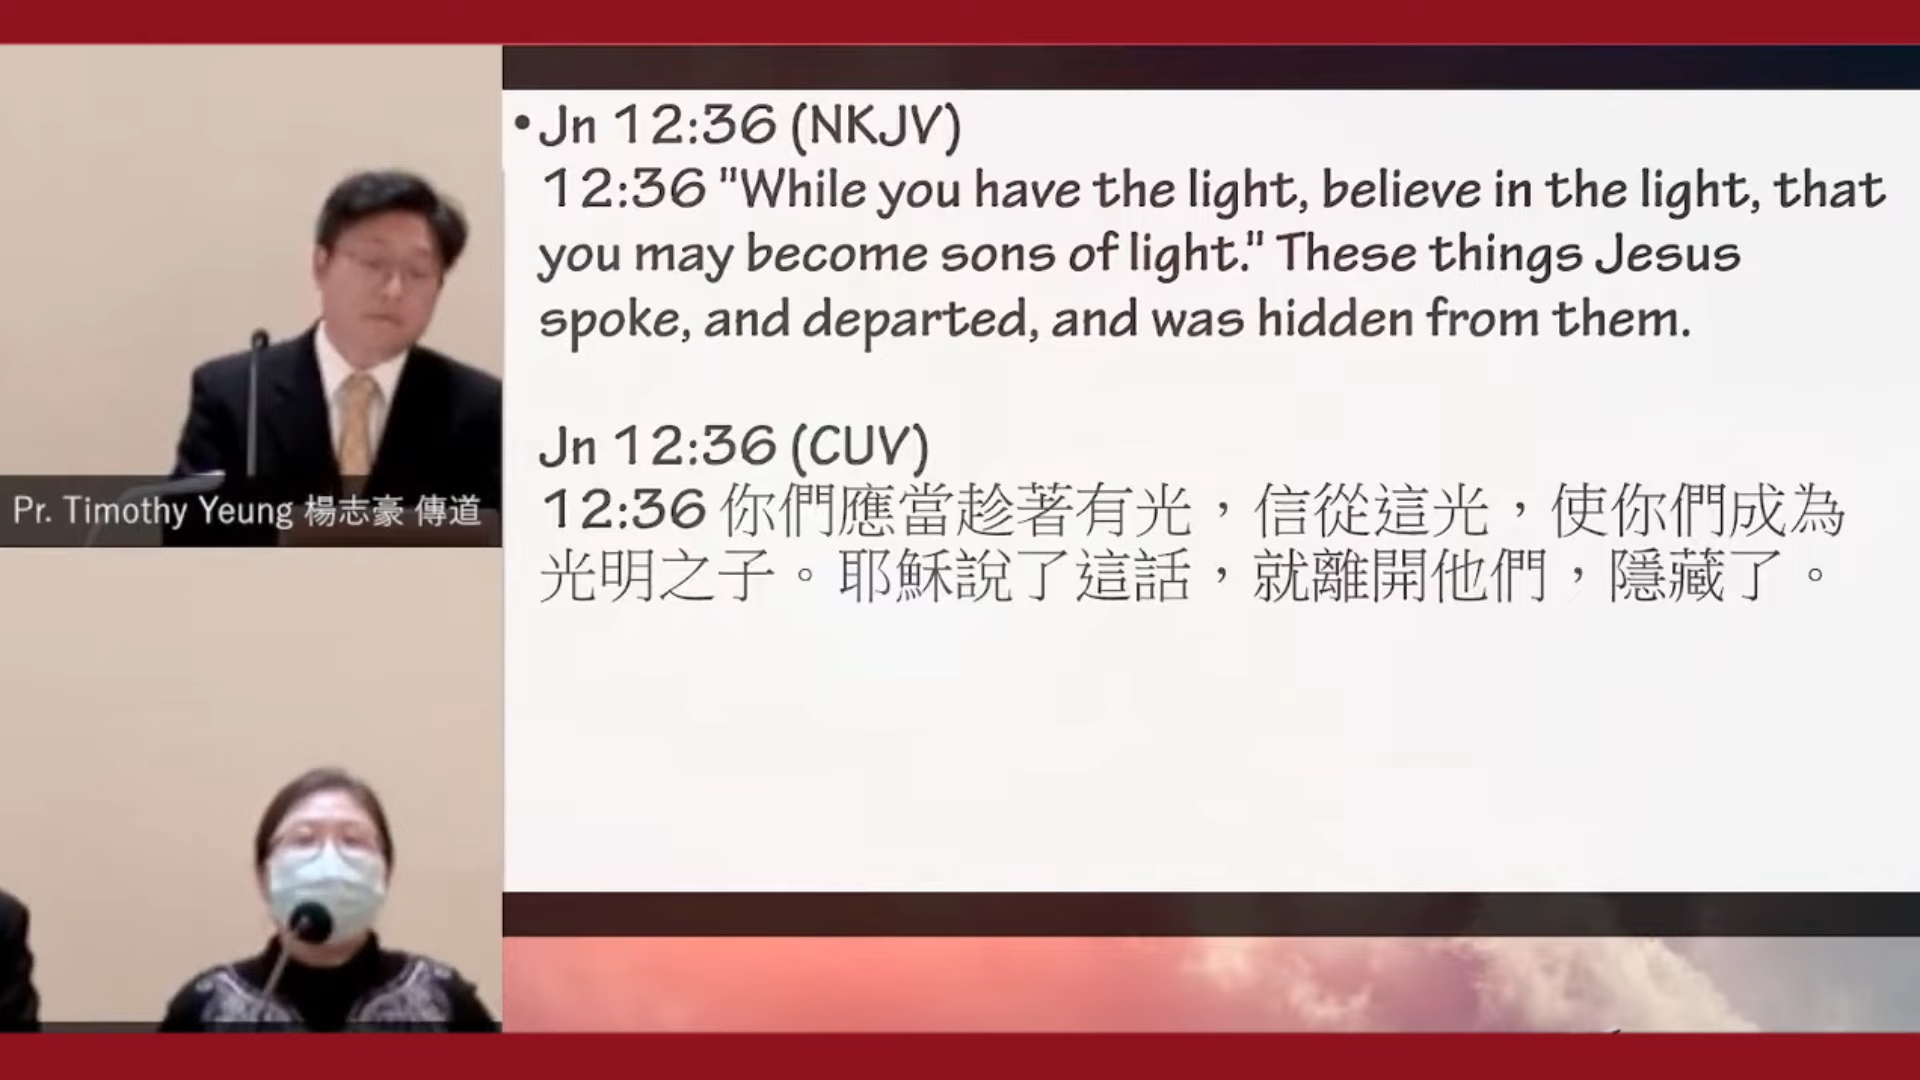 • Jn 12:36 (NKJV)
12:36 "While you have the light, believe in the light, that
you may become sons of light." These things Jesus
spoke, and departed, and was hidden from them.
Jn 12:36 (CUV)
12:36 你們應當趁著有光，信從這光，使你們成為
光明之子。耶穌說了這話，就離開他們，隱藏了。
Pr. Timothy Yeung 楊志豪 傳道